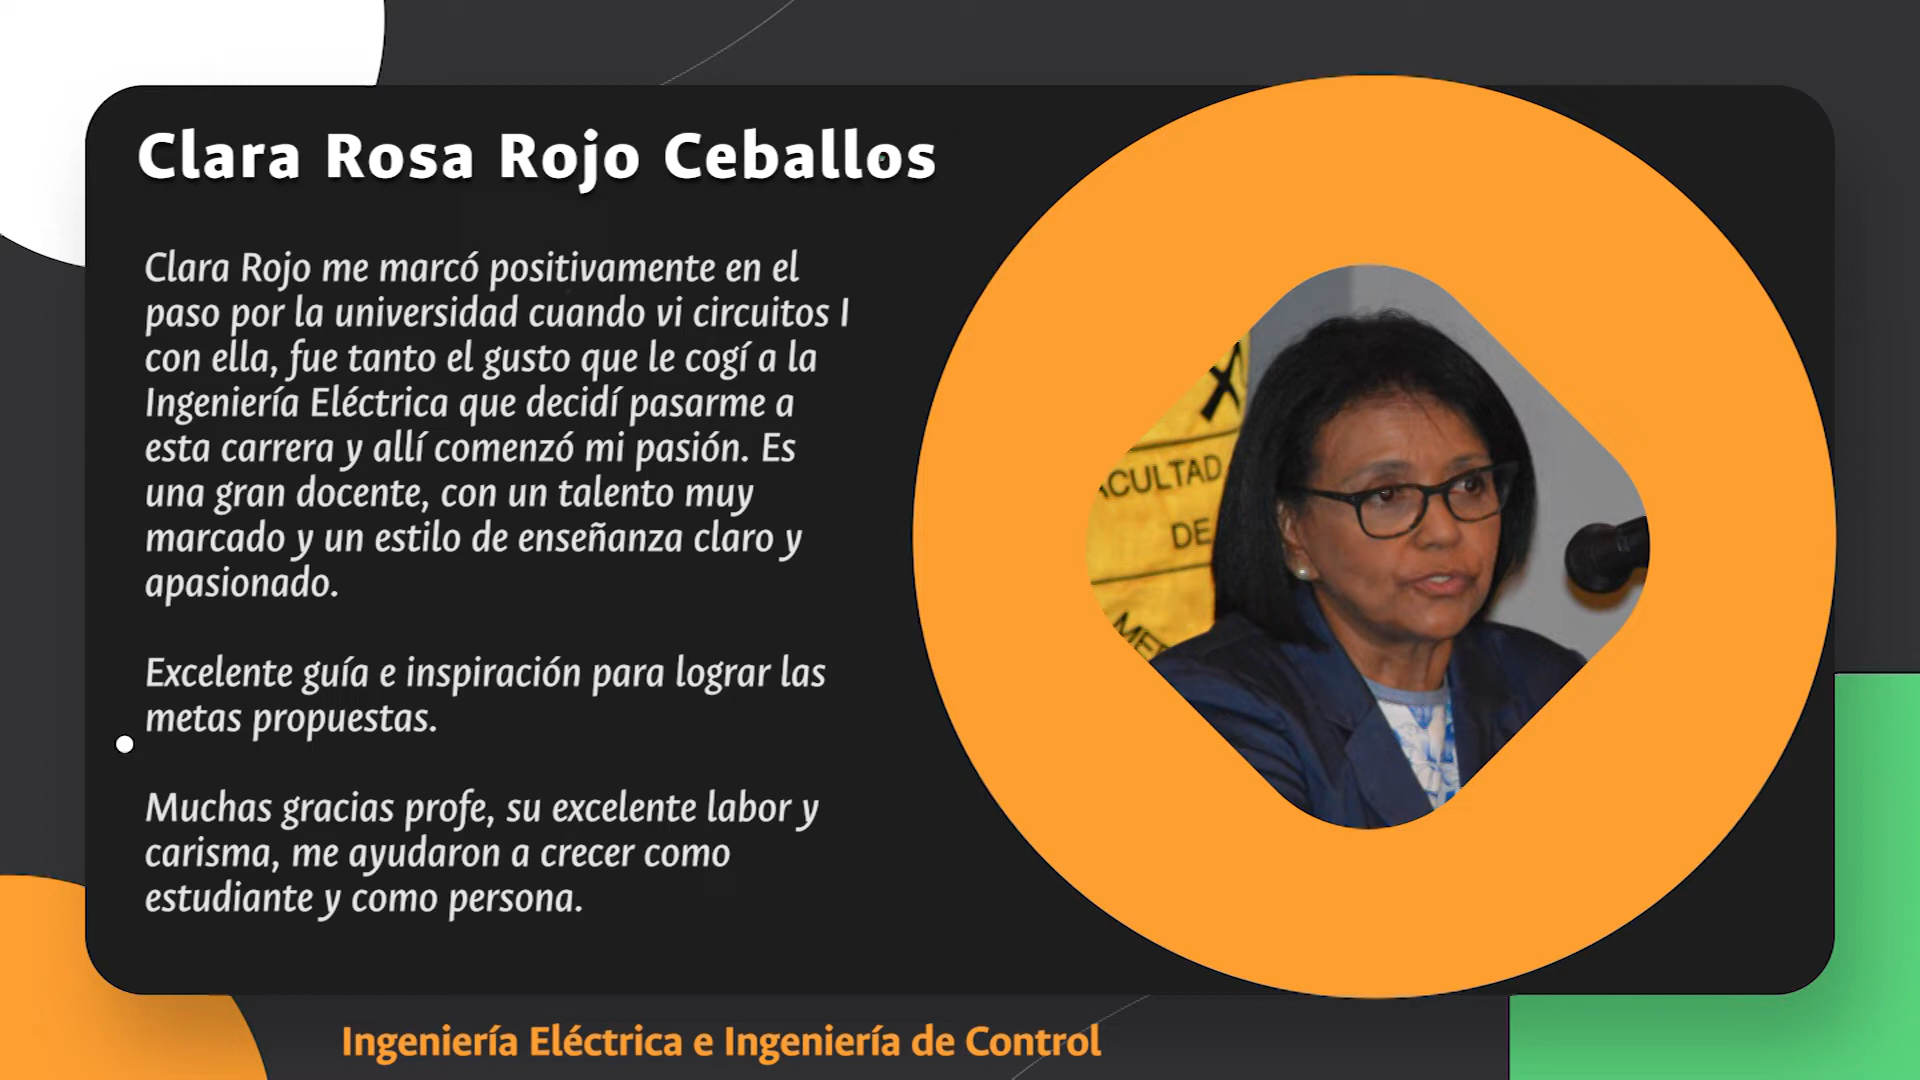 Clara Rosa Rojo Ceballos
Clara Rojo me marcó positivamente en el
paso por la universidad cuando vi circuitos I
con ella, fue tanto el gusto que le cogí a la
Ingeniería Eléctrica que decidí pasarme a
esta carrera y allí comenzó mi pasión. Es
una gran docente, con un talento muy
marcado y un estilo de enseñanza claro y
apasionado.
Excelente guía e inspiración para lograr las
metas propuestas.
Muchas gracias profe, su excelente labor y
carisma, me ayudaron a crecer como
estudiante y como persona.
ACULTAD
DE
Ingeniería Eléctrica e Ingeniería de Control